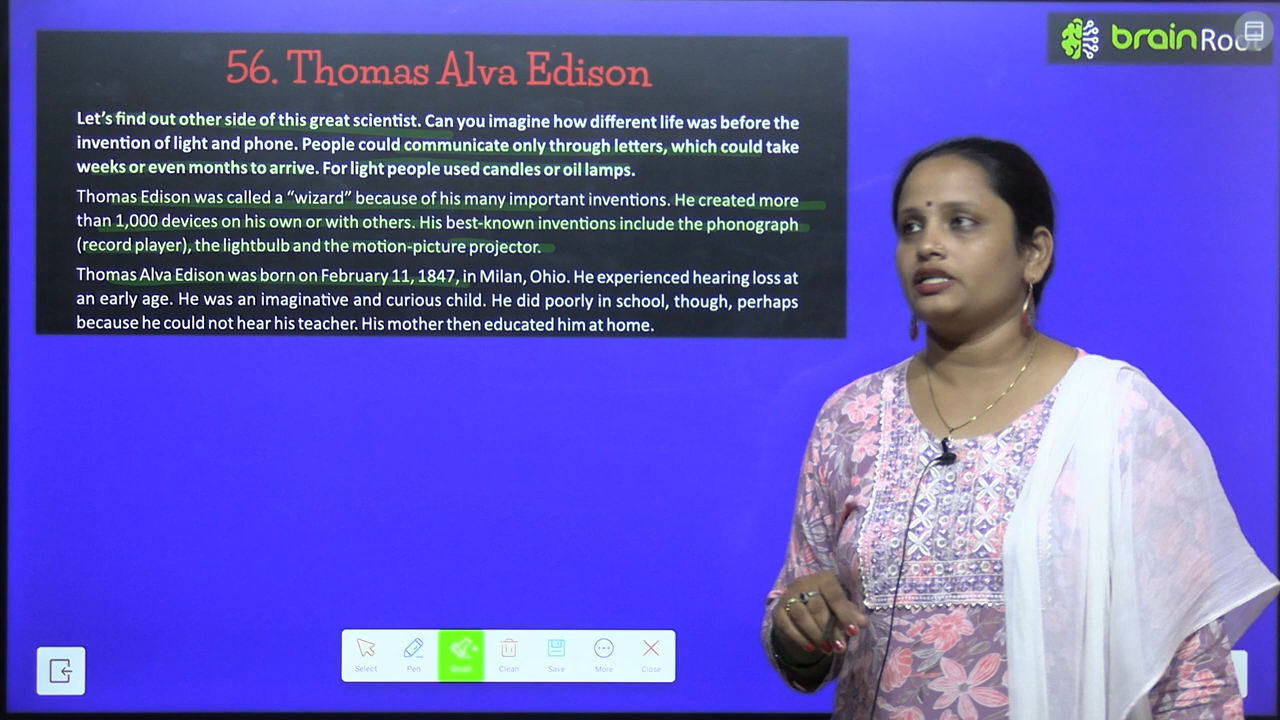 56. Thomas Alva Edison
brainRoot
Let's find out other side of this great scientist. Can you imagine how different life was before the
invention of light and phone. People could communicate only through letters, which could take
weeks or even months to arrive. For light people used candles or oil lamps.
Thomas Edison was called a “wizard” because of his many important inventions. He created more
than 1,000 devices on his own or with others. His best-known inventions include the phonograph
(record player), the lightbulb and the motion-picture projector.
Thomas Alva Edison was born on February 11, 1847, in Milan, Ohio. He experienced hearing loss at
an early age. He was an imaginative and curious child. He did poorly in school, though, perhaps
because he could not hear his teacher. His mother then educated him at home.
Select Pen Clean Save More Close